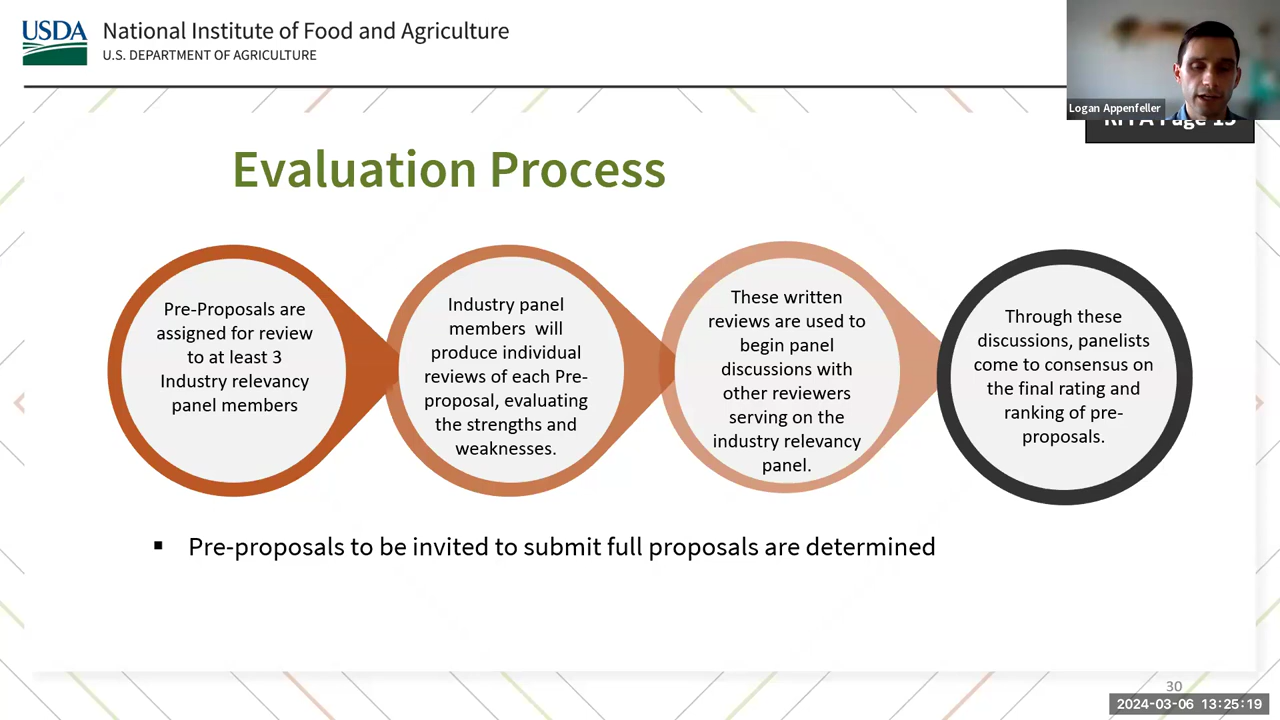 USDA
National Institute of Food and Agriculture
U.S. DEPARTMENT OF AGRICULTURE
Logan Appenfeller
Page 15
Evaluation Process
Pre-Proposals are
assigned for review
to at least 3
Industry relevancy
panel members
Industry panel
members will
produce individual
reviews of each Pre-
proposal, evaluating
the strengths and
weaknesses.
These written
reviews are used to
begin panel
discussions with
other reviewers
serving on the
industry relevancy
panel.
Through these
discussions, panelists
come to consensus on
the final rating and
ranking of pre-
proposals.
▪ Pre-proposals to be invited to submit full proposals are determined
30
2024-03-06 13:25:19